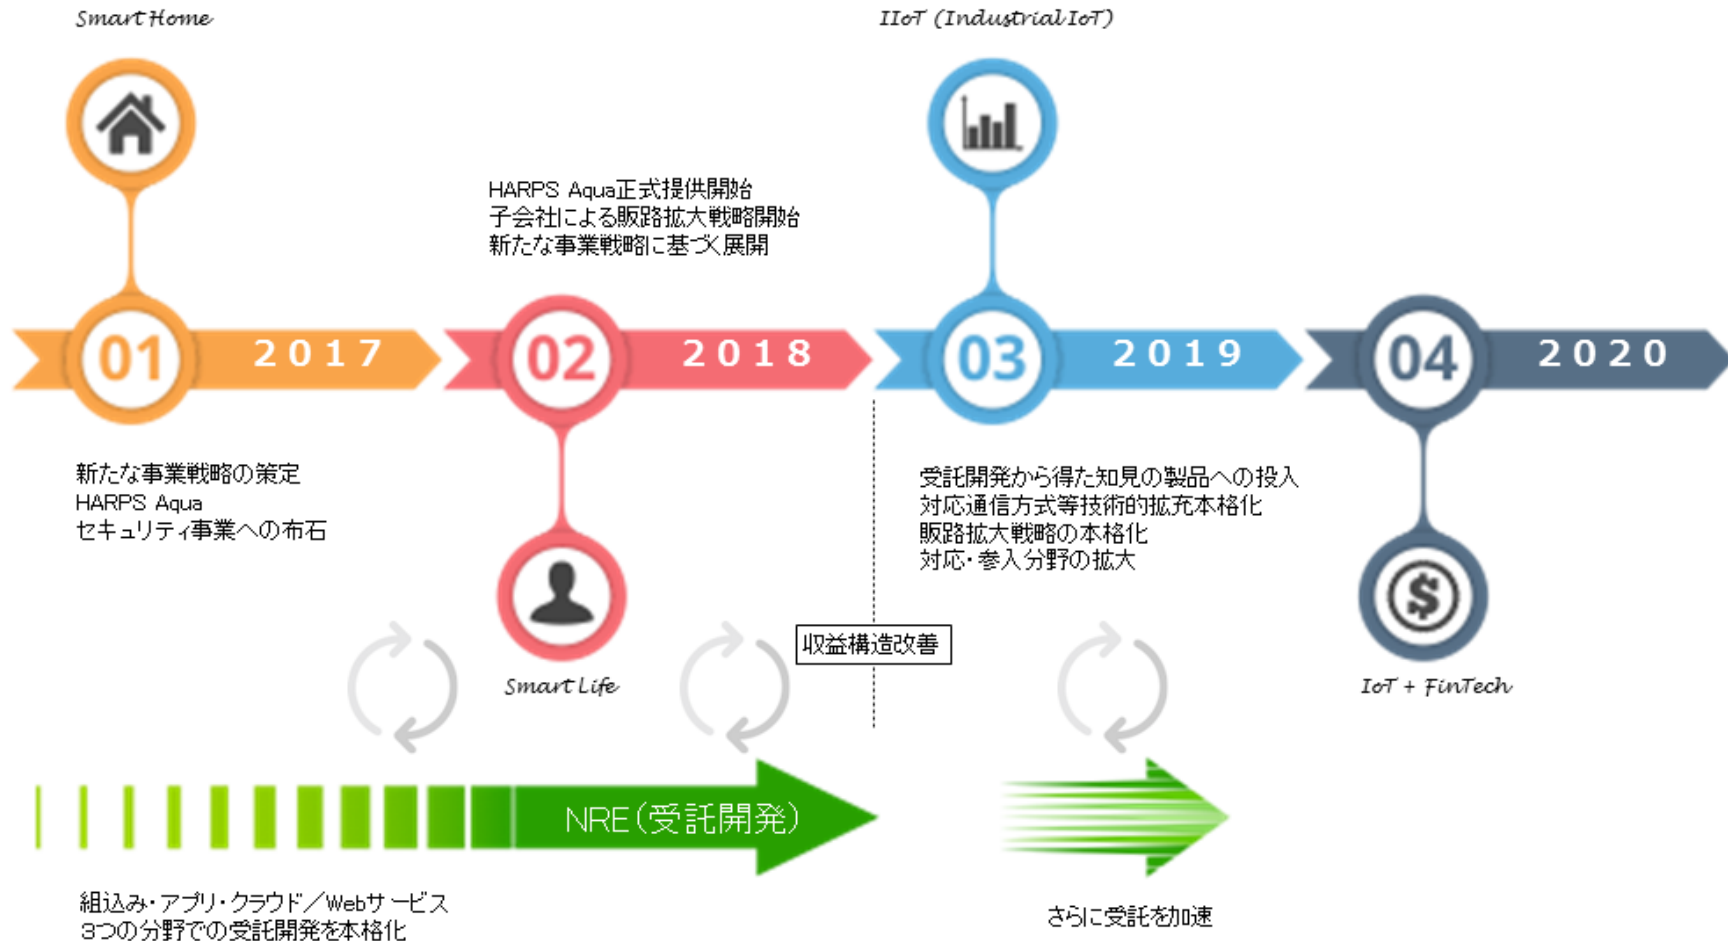 Smart Home
IIoT (Industrial IoT)
HARPS Aqua正式提供開始
子会社による販路拡大戦略開始
新たな事業戦略に基づく展開
01
2017
02
2018
03
2019
04
2020
新たな事業戦略の策定
HARPS Aqua
セキュリティ事業への布石
受託開発から得た知見の製品への投入
対応通信方式等技術的拡充本格化
販路拡大戦略の本格化
対応・参入分野の拡大
収益構造改善
Smart Life
IoT + FinTech
NRE（受託開発）
組込み・アプリ・クラウド／Webサービス
3つの分野での受託開発を本格化
さらに受託を加速